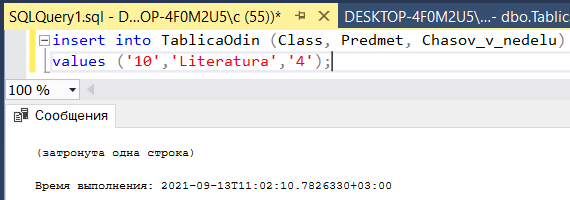 SQLQuery1.sql - D...OP-4F0M2U5\c (55))*
DESKTOP-4F0M2U5\...- dbo.Tablic
insert into TablicaOdin (Class, Predmet, Chasov_v_nedelu)
values ('10','Literatura','4');
100 %
Сообщения
(затронута одна строка)
Время выполнения: 2021-09-13T11:02:10.7826330+03:00